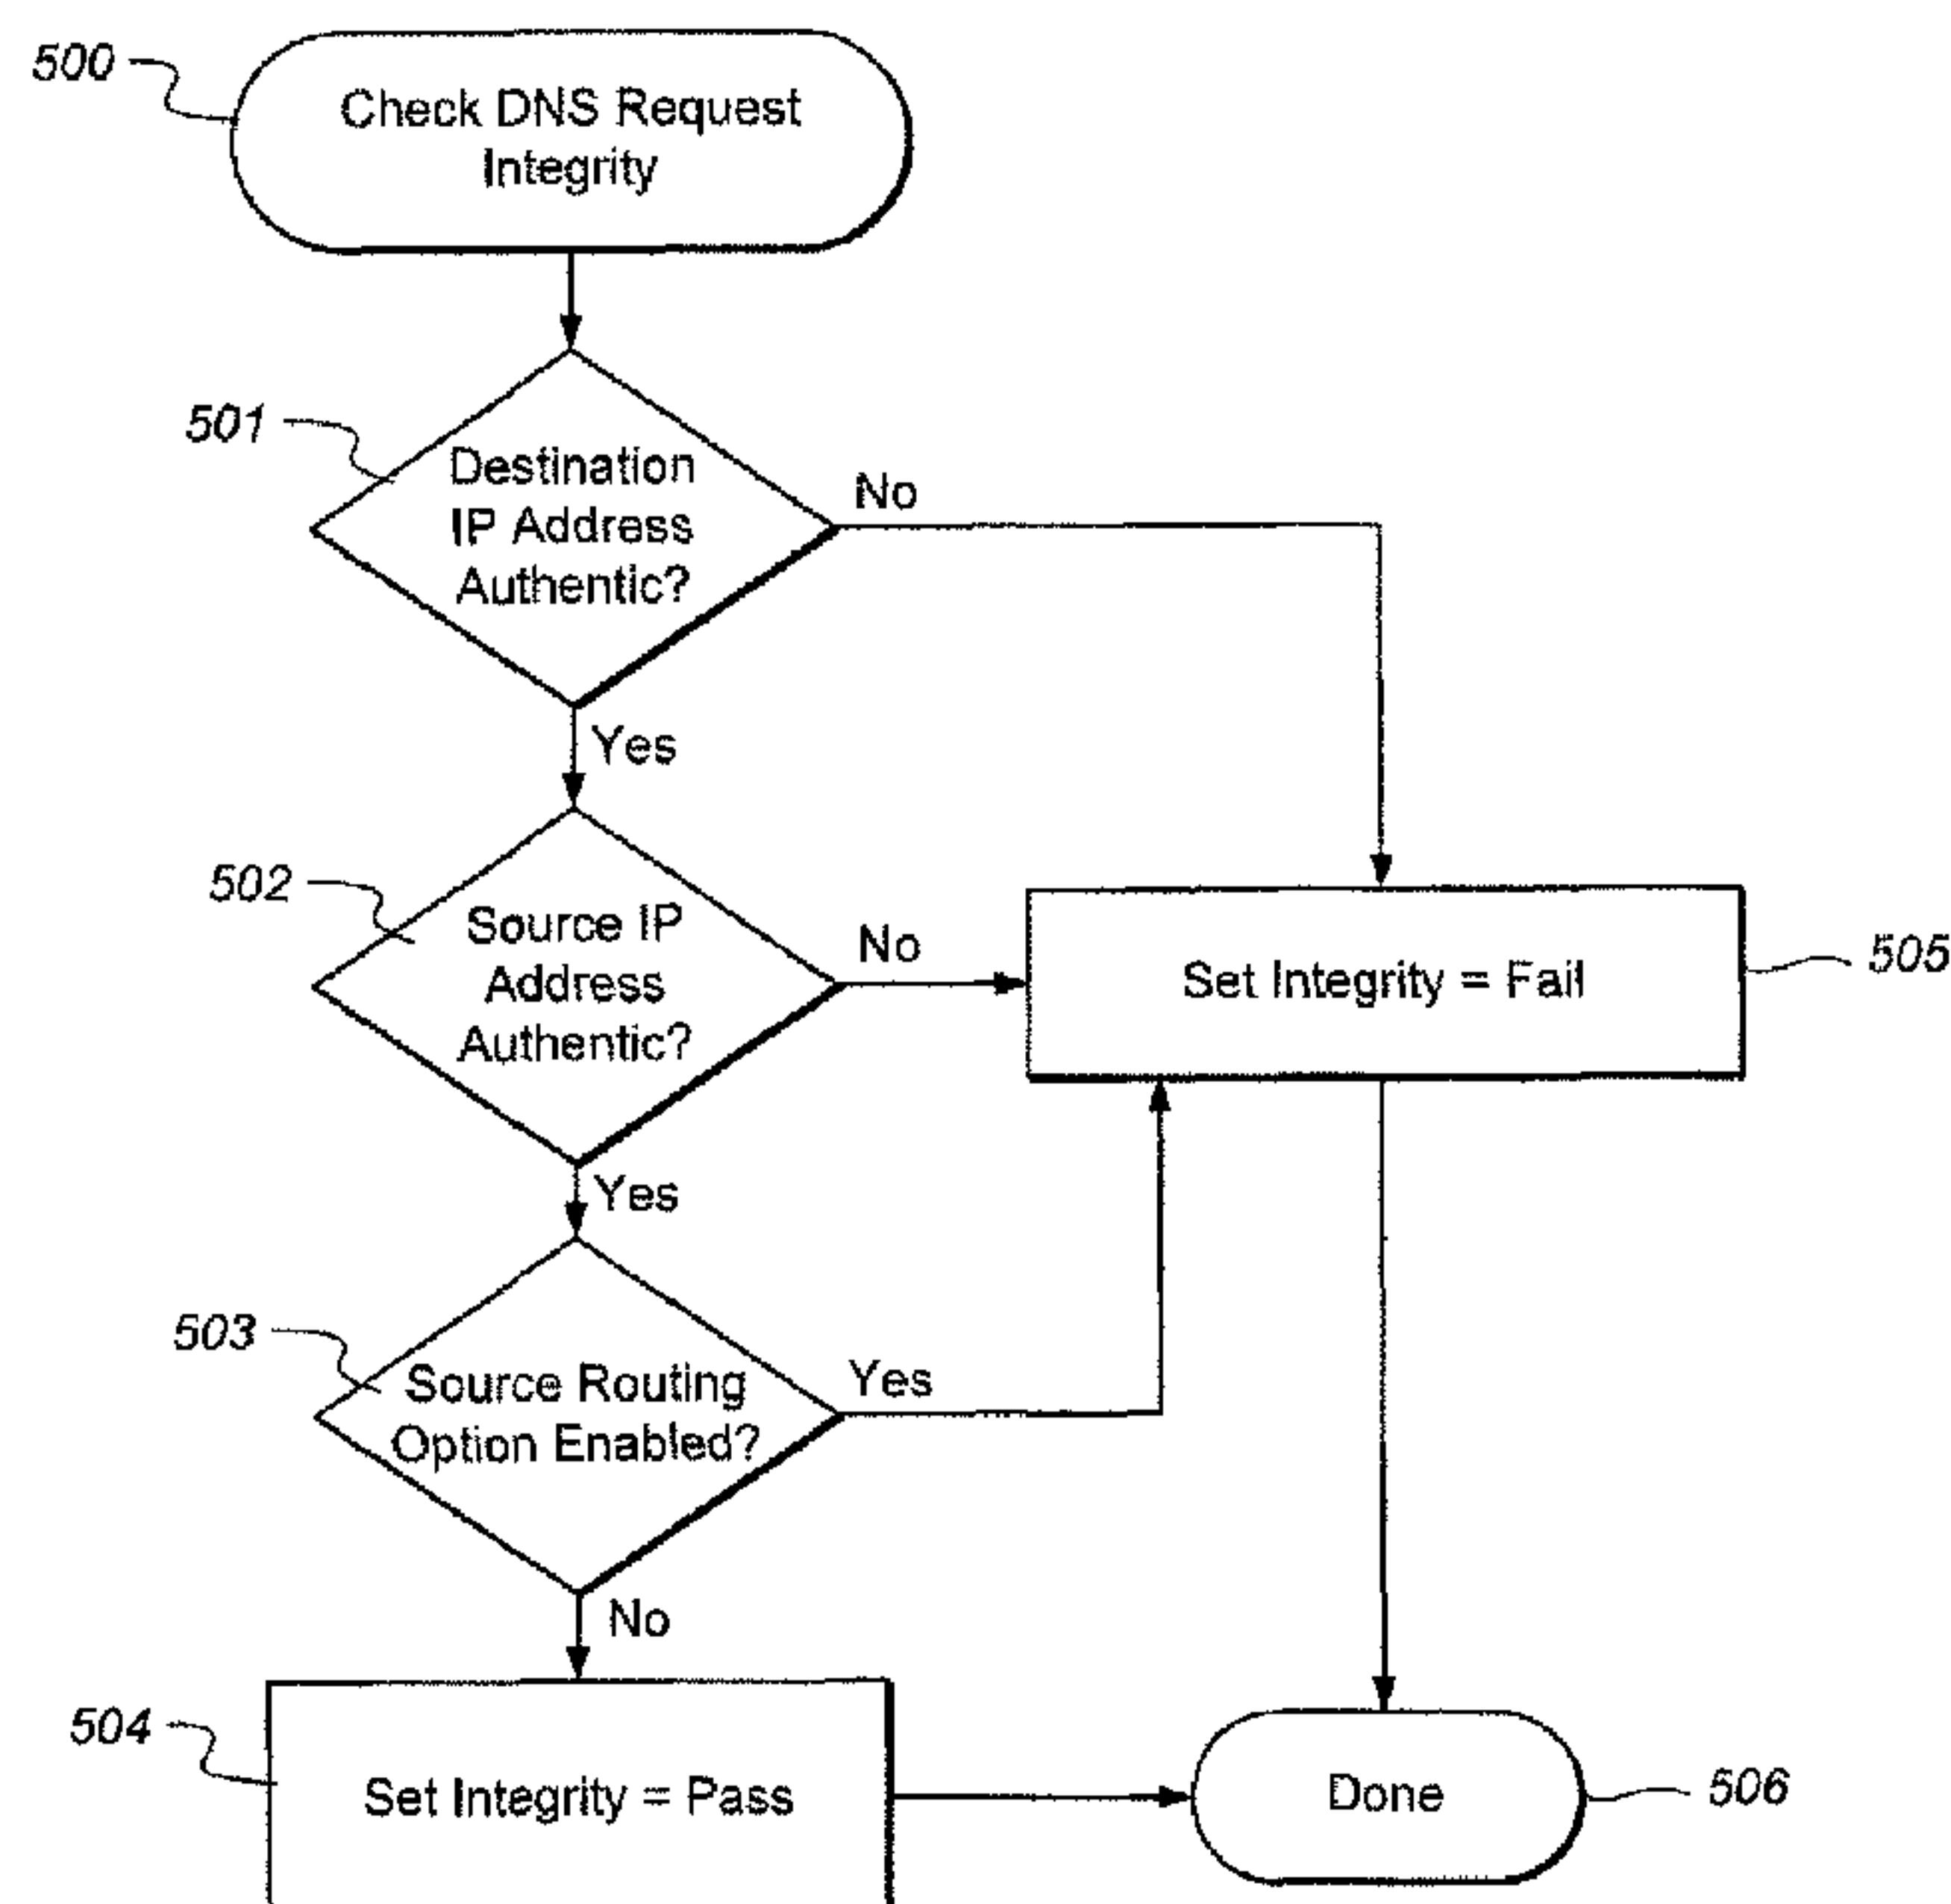 500
Check DNS Request
Integrity
501
Destination
IP Address
Authentic?
No
Yes
502
Source IP
Address
Authentic?
No
Set Integrity = Fail
505
Yes
503
Source Routing
Option Enabled?
Yes
No
504
Set Integrity = Pass
Done
506